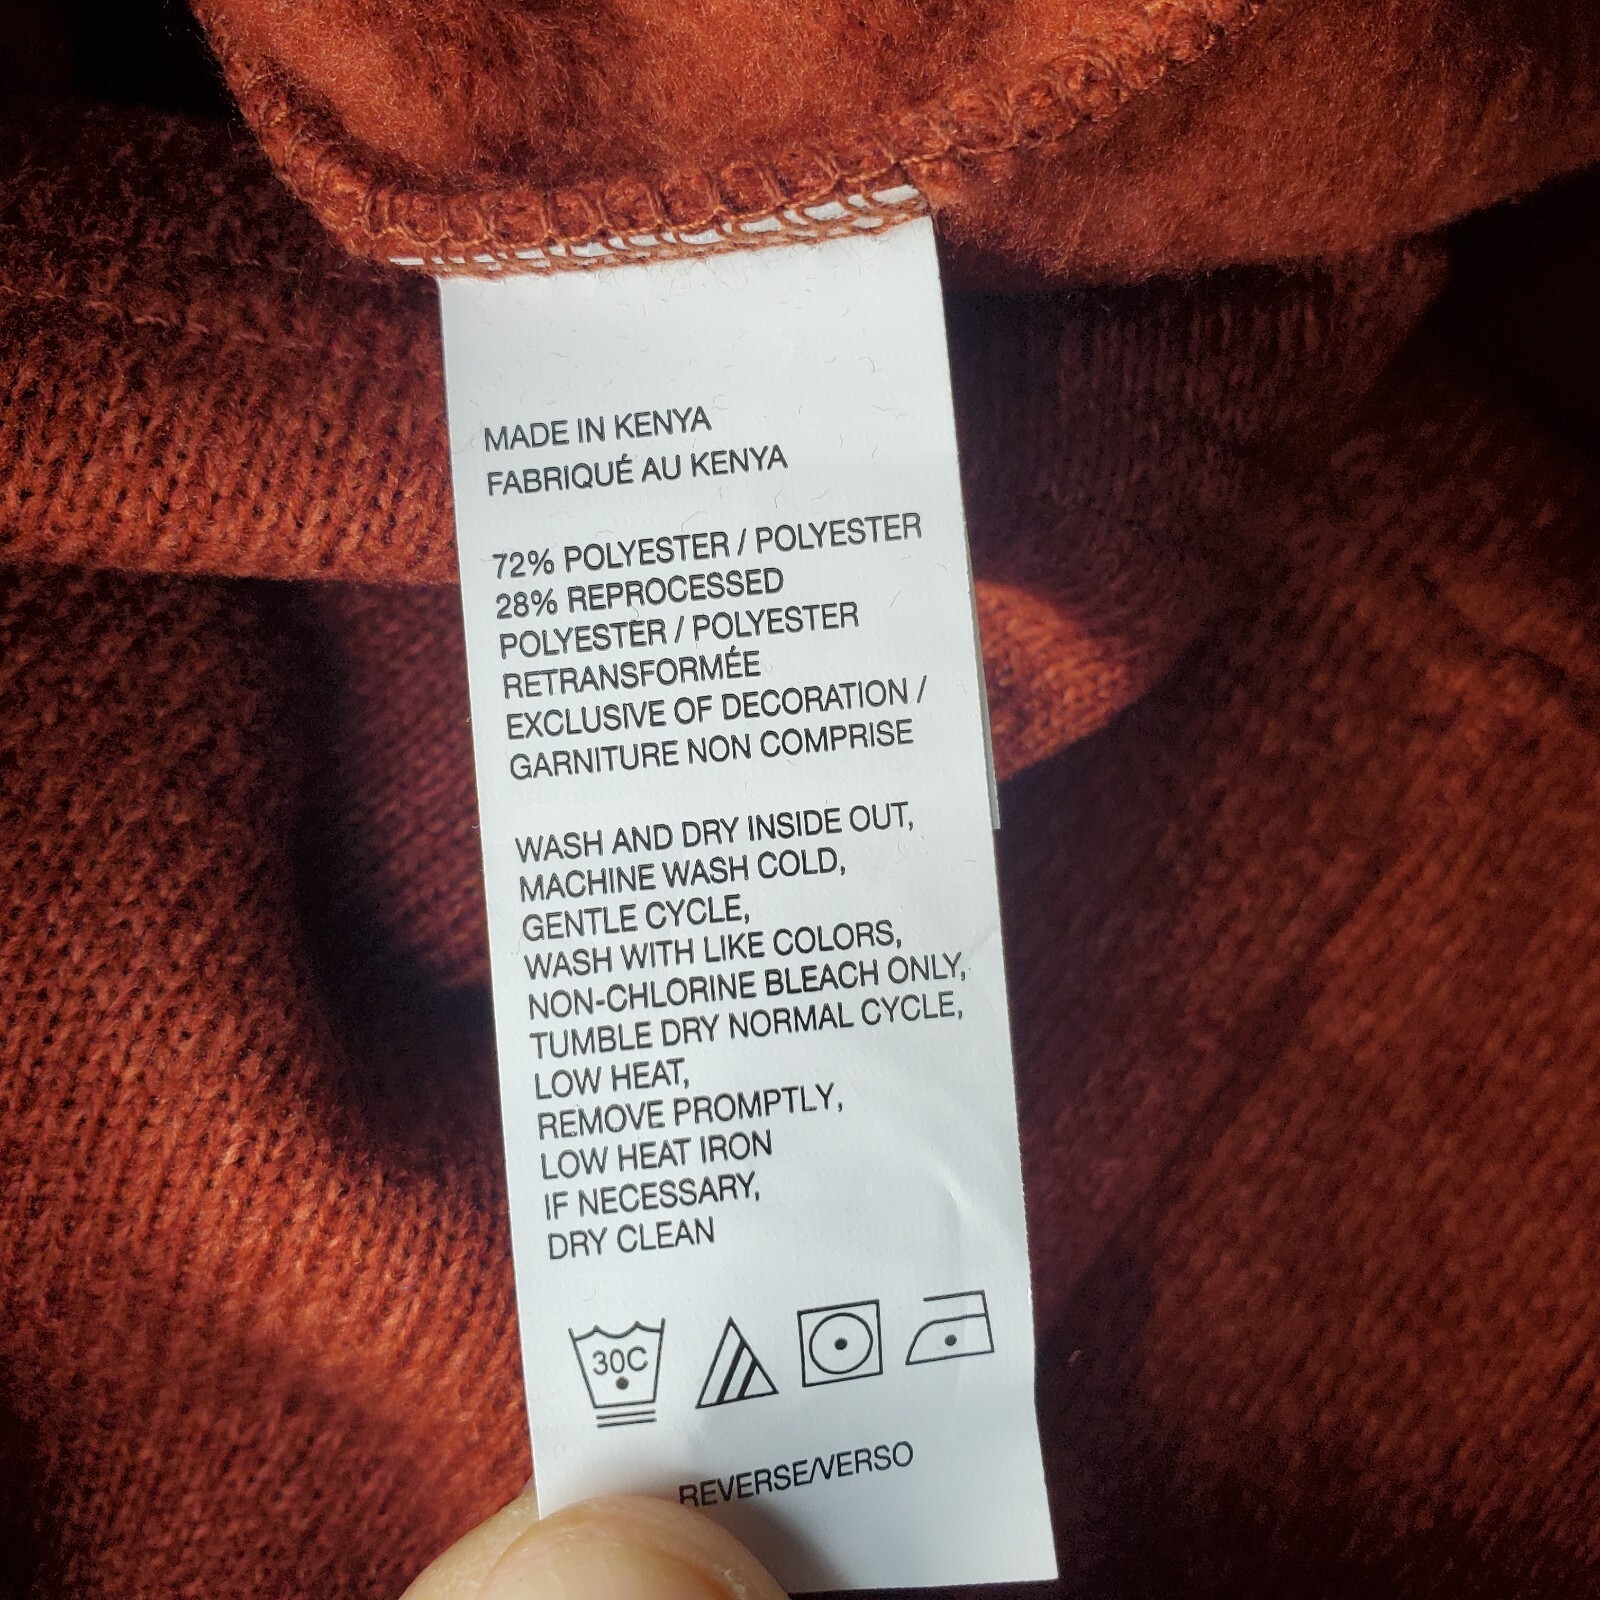 MADE IN KENYA
FABRIQUÉ AU KENYA
72% POLYESTER / POLYESTER
28% REPROCESSED
POLYESTER / POLYESTER
RETRANSFORMÉE
EXCLUSIVE OF DECORATION /
GARNITURE NON COMPRISE
WASH AND DRY INSIDE OUT,
MACHINE WASH COLD,
GENTLE CYCLE,
WASH WITH LIKE COLORS,
NON-CHLORINE BLEACH ONLY,
TUMBLE DRY NORMAL CYCLE,
LOW HEAT,
REMOVE PROMPTLY,
LOW HEAT IRON
IF NECESSARY,
DRY CLEAN
30C
REVERSE/VERSO